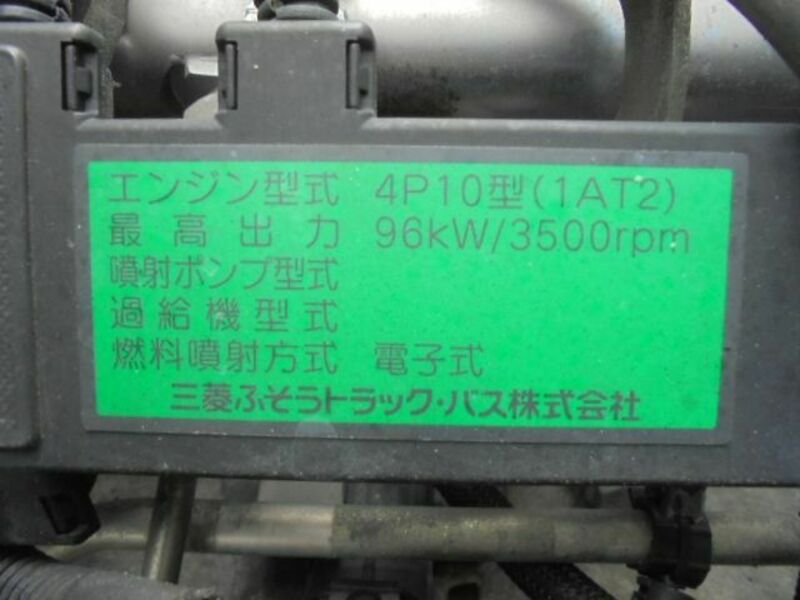 エンジン型式 4P10型(1AT2)
最高出力 96kW/3500rpm
噴射ポンプ型式
過給機型式
燃料噴射方式 電子式
三菱ふそうトラック・バス株式会社